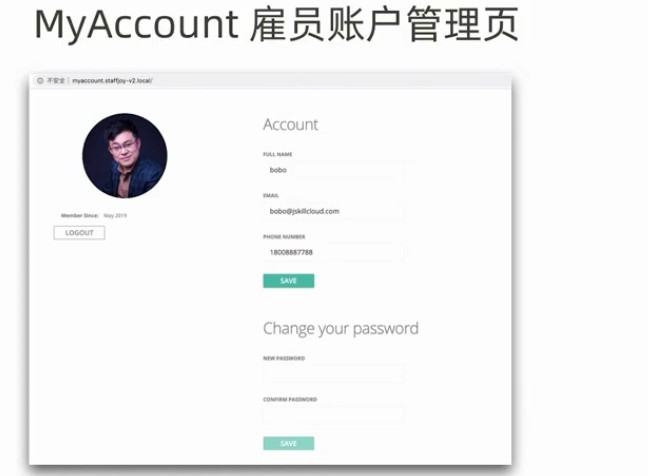 MyAccount 雇员账户管理页
不安全 | myaccount.staffjoy-v2.local/
Member Since: May 2019
LOGOUT
Account
FULL NAME
bobo
EMAIL
bobo@jskillcloud.com
PHONE NUMBER
18008887788
SAVE
Change your password
NEW PASSWORD
CONFIRM PASSWORD
SAVE